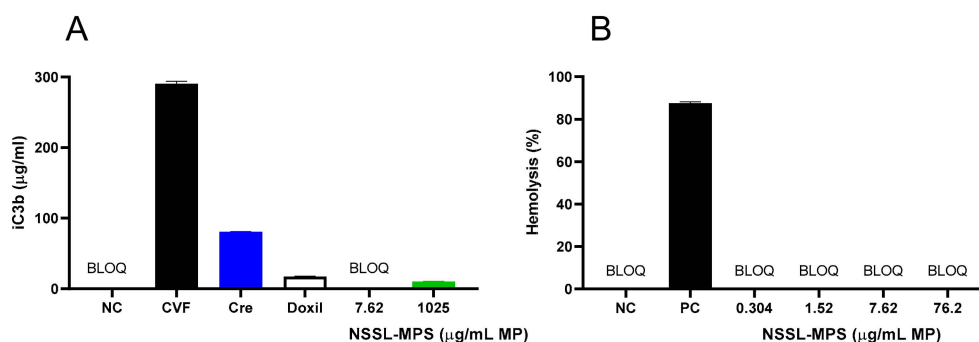 A
iC3b (μg/ml)
300
200
100
0
BLOQ
BLOQ
NC CVF Cre Doxil 7.62 1025
NSSL-MPS (μg/mL MP)
B
Hemolysis (%)
100
80
60
40
20
0
BLOQ
BLOQ BLOQ BLOQ BLOQ
NC PC 0.304 1.52 7.62 76.2
NSSL-MPS (μg/mL MP)